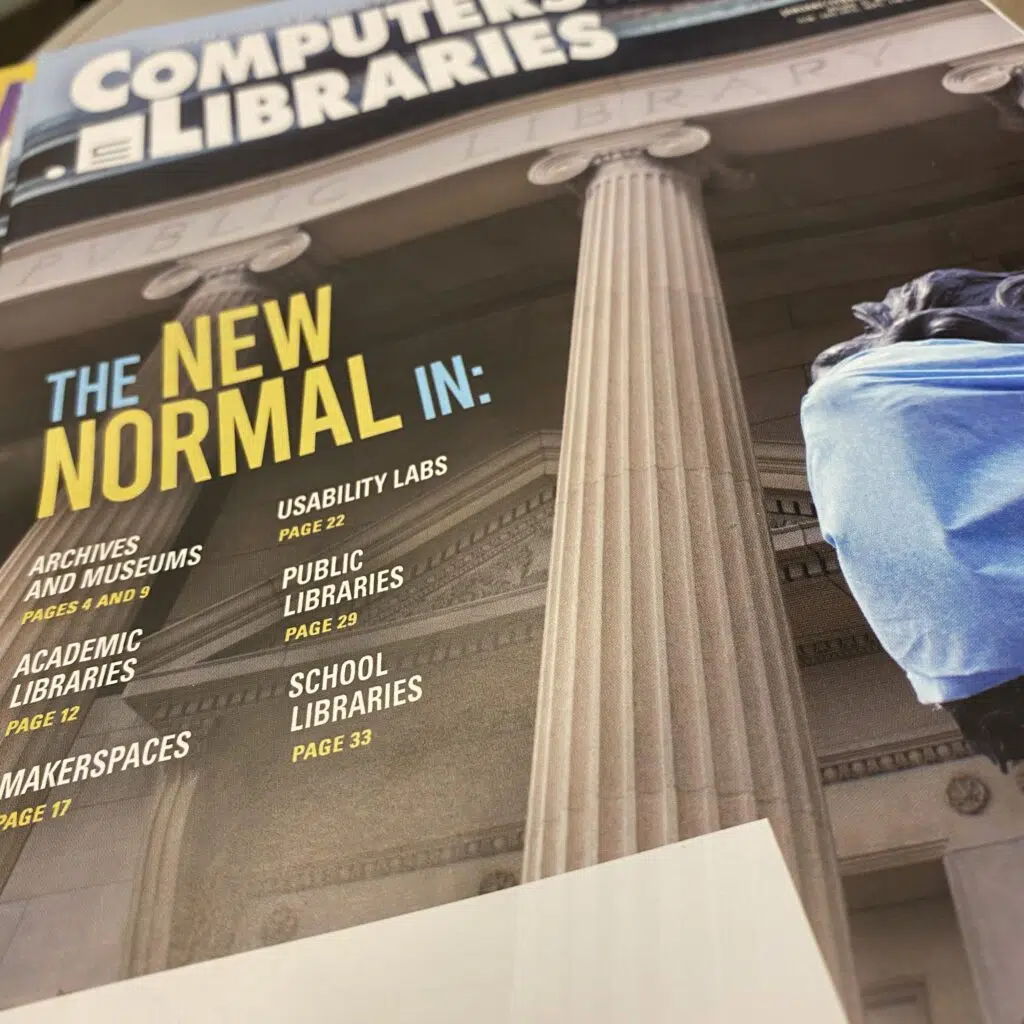 COMPUTERS
IN LIBRARIES
PUBLIC LIBRARY
THE NEW
NORMAL IN:
ARCHIVES
AND MUSEUMS
PAGES 4 AND 9
ACADEMIC
LIBRARIES
PAGE 12
MAKERSPACES
PAGE 17
USABILITY LABS
PAGE 22
PUBLIC
LIBRARIES
PAGE 29
SCHOOL
LIBRARIES
PAGE 33